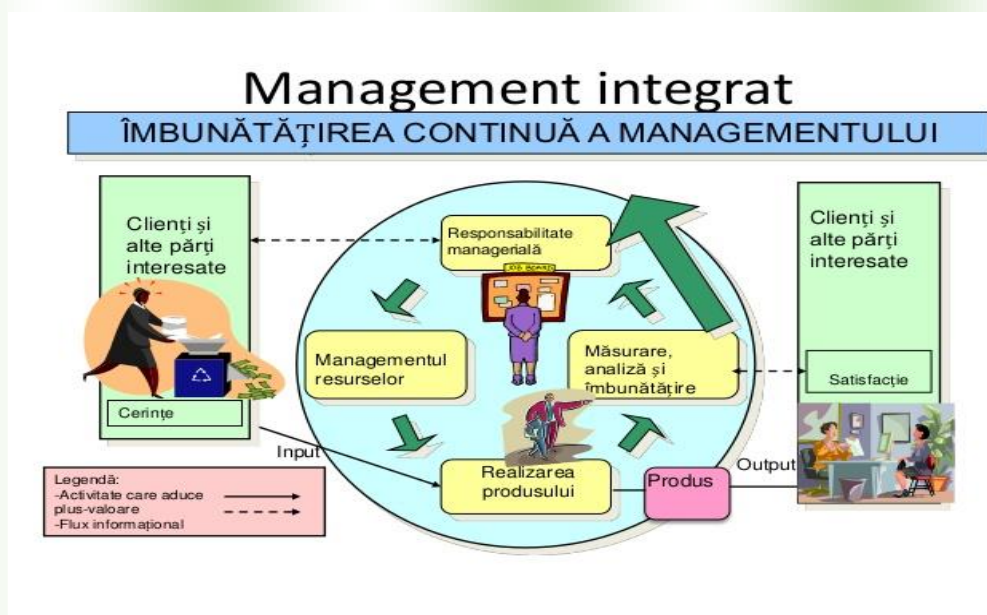 Management integrat
ÎMBUNĂTĂȚIREA CONTINUĂ A MANAGEMENTULUI
Clienți și
alte părți
interesate
Cerințe
Responsabilitate
managerială
JOB BOARD
Managementul
resurselor
Măsurare,
analiză și
îmbunătățire
Realizarea
produsului
Input
Produs
Output
Clienți și
alte părți
interesate
Satisfacție
Legendă:
-Activitate care aduce
plus-valoare
-Flux informațional